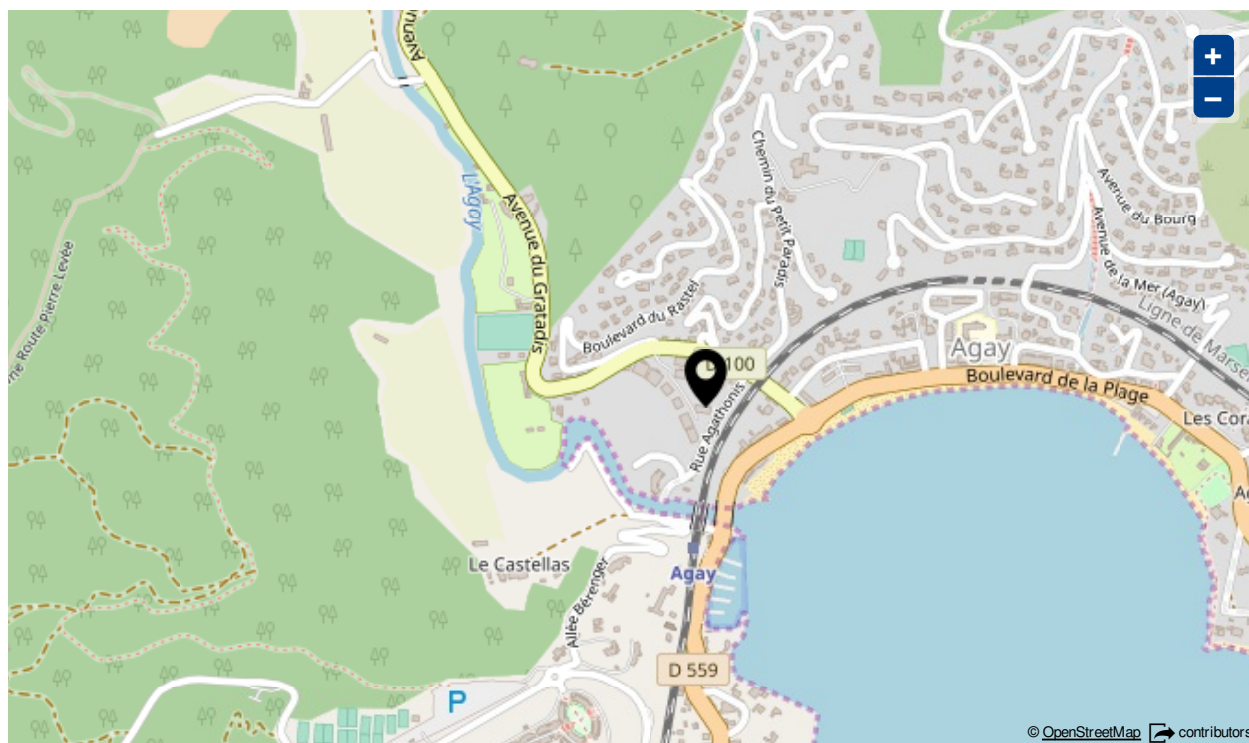 Avenu
+
−
L'Agay
Avenue du Gratadis
Chemin du Petit Paradis
Avenue du Bourg
Avenue de la Mer (Agay)
Ligne de Marse
Route Pierre Levée
Boulevard du Rastel
D 100
Agay
Boulevard de la Plage
Rue Agathonis
Les Cora
Ag
Le Castellas
Agay
Allée Bérenger
D 559
P
© OpenStreetMap contributors